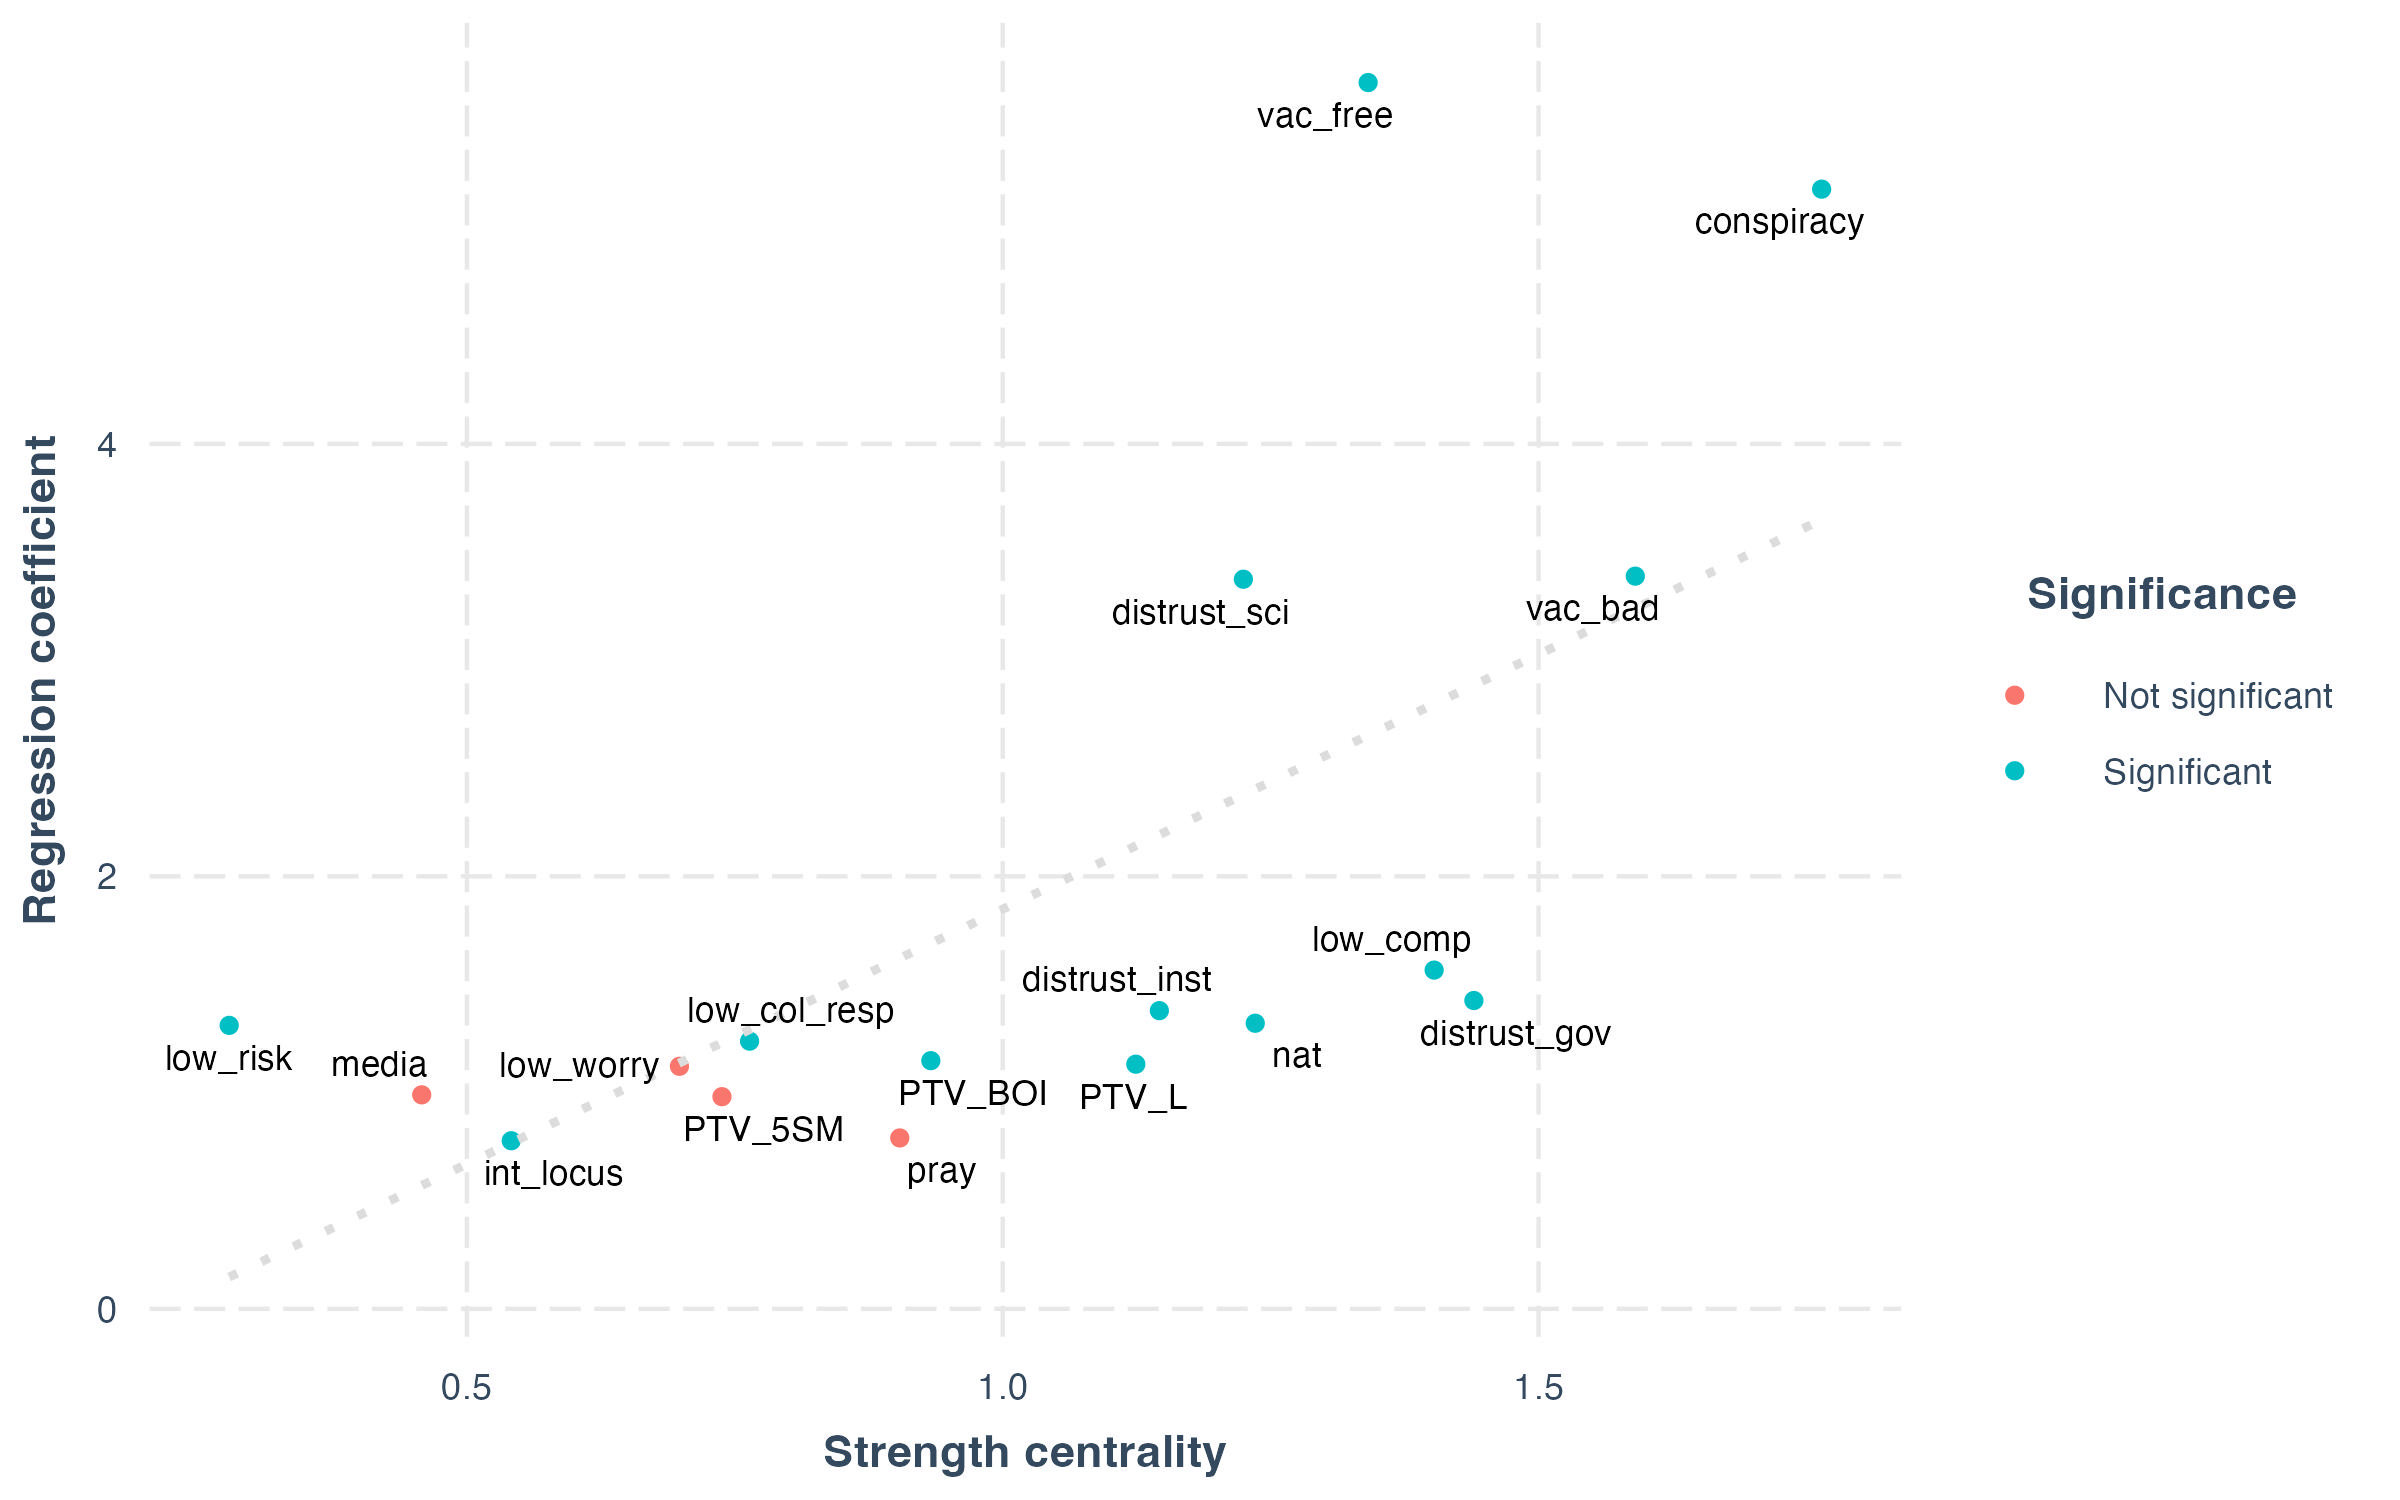 vac_free
conspiracy
4
distrust_sci
vac_bad
Regression coefficient
Significance
Not significant
Significant
2
low_comp
distrust_inst
low_col_resp
distrust_gov
nat
low_risk
media
low_worry
PTV_BOI
PTV_L
PTV_5SM
int_locus
pray
0
0.5
1.0
1.5
Strength centrality